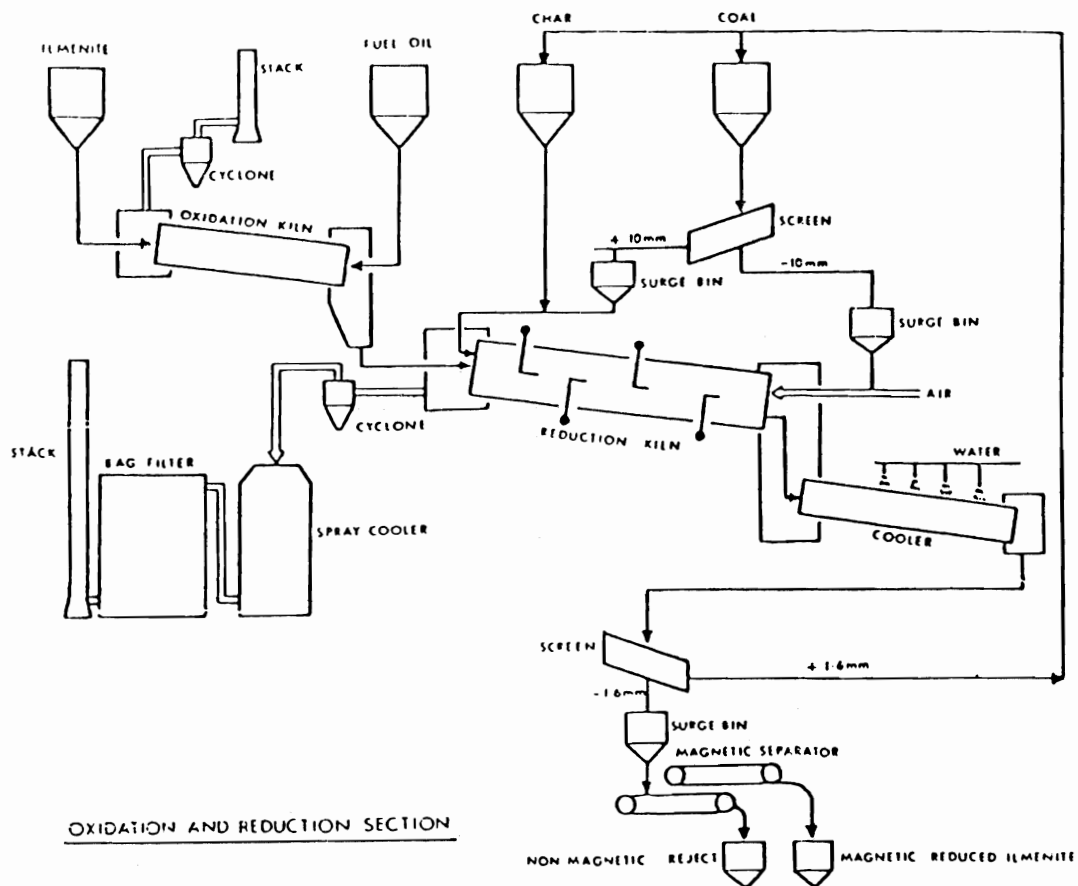 CHAR
COAL
ILMENITE
STACK
FUEL OIL
CYCLONE
OXIDATION KILN
SCREEN
+ 10mm
-10mm
SURGE BIN
SURGE BIN
AIR
CYCLONE
REDUCTION KILN
STACK
BAG FILTER
WATER
SPRAY COOLER
COOLER
SCREEN
+ 1.6mm
-1.6mm
SURGE BIN
MAGNETIC SEPARATOR
OXIDATION AND REDUCTION SECTION
NON MAGNETIC REJECT
MAGNETIC REDUCED ILMENITE